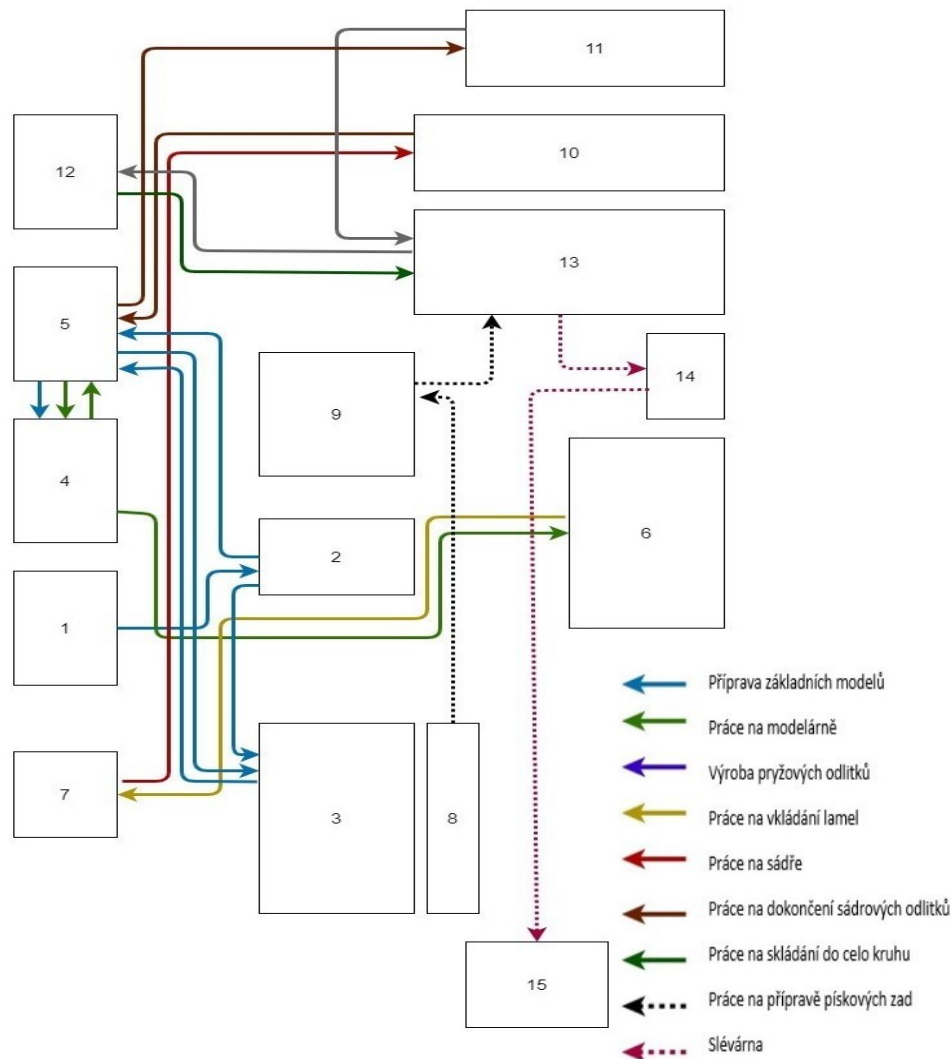 11
12
10
13
5
14
9
4
6
2
1
Příprava základních modelů
Práce na modelárně
Výroba pryžových odlitků
7
3
8
Práce na vkládání lamel
Práce na sádře
Práce na dokončení sádrových odlitků
Práce na skládání do celo kruhu
15
Práce na přípravě pískových zad
Slévárna